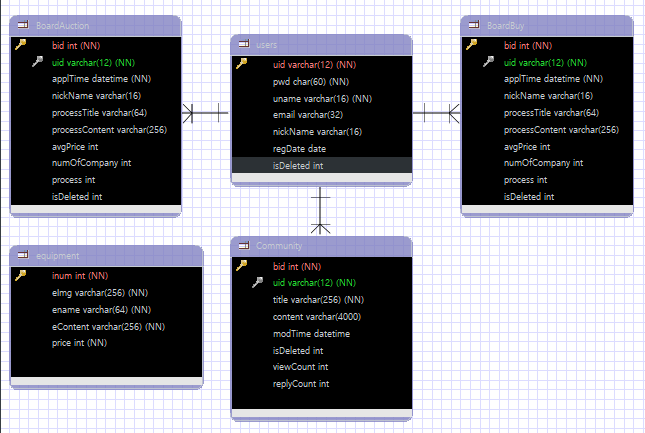 BoardAuction
bid int (NN)
uid varchar(12) (NN)
applTime datetime (NN)
nickName varchar(16)
processTitle varchar(64)
processContent varchar(256)
avgPrice int
numOfCompany int
process int
isDeleted int
users
uid varchar(12) (NN)
pwd char(60) (NN)
uname varchar(16) (NN)
email varchar(32)
nickName varchar(16)
regDate date
isDeleted int
BoardBuy
bid int (NN)
uid varchar(12) (NN)
applTime datetime (NN)
nickName varchar(16)
processTitle varchar(64)
processContent varchar(256)
avgPrice int
numOfCompany int
process int
isDeleted int
equipment
inum int (NN)
eImg varchar(256) (NN)
ename varchar(64) (NN)
eContent varchar(256) (NN)
price int (NN)
Community
bid int (NN)
uid varchar(12) (NN)
title varchar(256) (NN)
content varchar(4000)
modTime datetime
isDeleted int
viewCount int
replyCount int